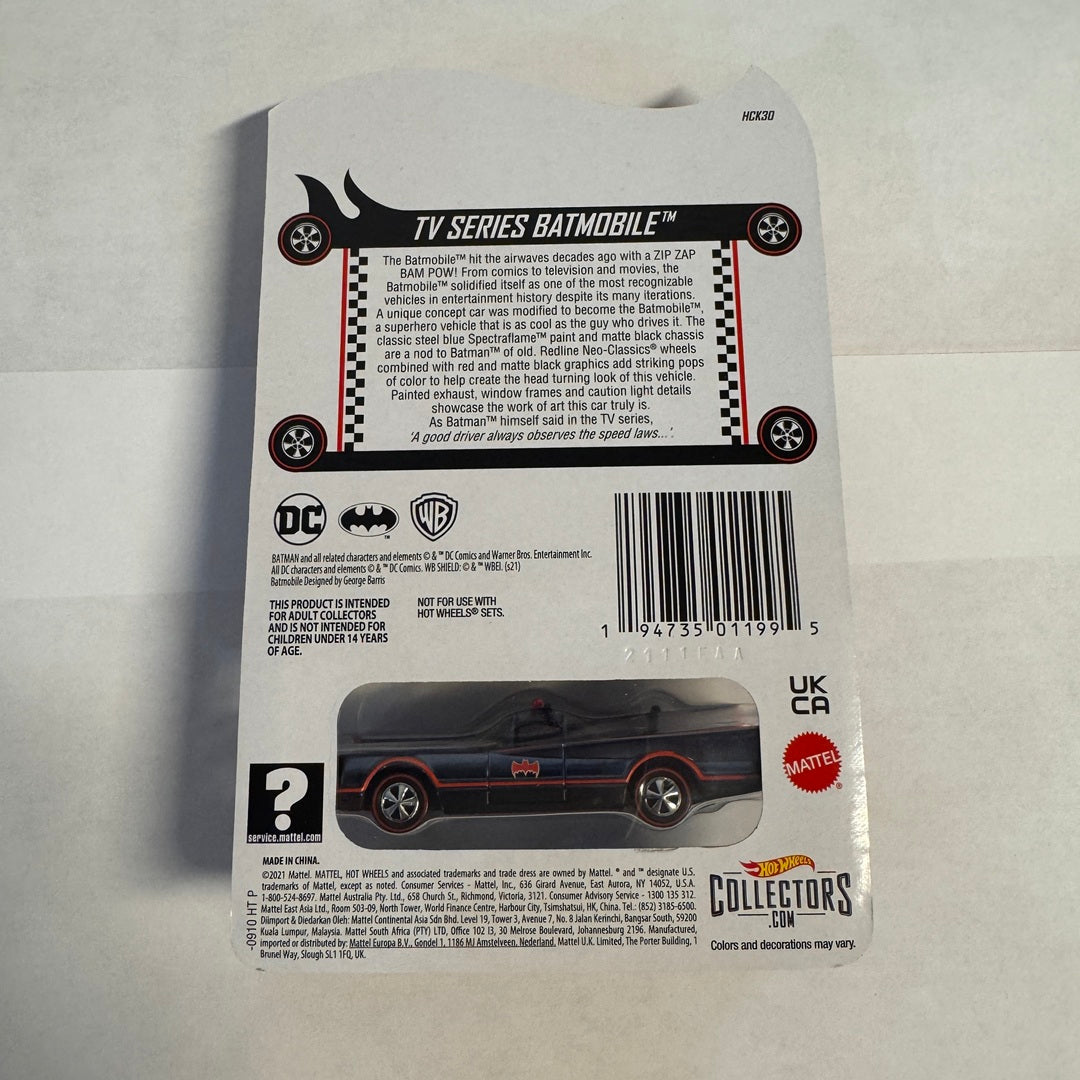 HCK30
TV SERIES BATMOBILE™
The Batmobile™ hit the airwaves decades ago with a ZIP ZAP
BAM POW! From comics to television and movies, the
Batmobile™ solidified itself as one of the most recognizable
vehicles in entertainment history despite its many iterations.
A unique concept car was modified to become the Batmobile™,
a superhero vehicle that is as cool as the guy who drives it. The
classic steel blue Spectraflame™ paint and matte black chassis
are a nod to Batman™ of old. Redline Neo-Classics® wheels
combined with red and matte black graphics add striking pops
of color to help create the head turning look of this vehicle.
Painted exhaust, window frames and caution light details
showcase the work of art this car truly is.
As Batman™ himself said in the TV series,
'A good driver always observes the speed laws...'.
DC
™
WB
BATMAN and all related characters and elements © & ™ DC Comics and Warner Bros. Entertainment Inc.
All DC characters and elements © & ™ DC Comics. WB SHIELD: © & ™ WBEI. (s21)
Batmobile Designed by George Barris
THIS PRODUCT IS INTENDED
FOR ADULT COLLECTORS
AND IS NOT INTENDED FOR
CHILDREN UNDER 14 YEARS
OF AGE.
NOT FOR USE WITH
HOT WHEELS® SETS.
1 94735 01199 5
2111FAA
UK
CA
MATTEL®
?
service.mattel.com
MADE IN CHINA.
©2021 Mattel. MATTEL, HOT WHEELS and associated trademarks and trade dress are owned by Mattel. ® and ™ designate U.S.
trademarks of Mattel, except as noted. Consumer Services - Mattel, Inc., 636 Girard Avenue, East Aurora, NY 14052, U.S.A.
1-800-524-8697. Mattel Australia Pty. Ltd., 658 Church St., Richmond, Victoria, 3121. Consumer Advisory Service - 1300 135 312.
Mattel East Asia Ltd., Room 503-09, North Tower, World Finance Centre, Harbour City, Tsimshatsui, HK, China. Tel.: (852) 3185-6500.
Diimport & Diedarkan Oleh: Mattel Continental Asia Sdn Bhd. Level 19, Tower 3, Avenue 7, No. 8 Jalan Kerinchi, Bangsar South, 59200
Kuala Lumpur, Malaysia. Mattel South Africa (PTY) LTD, Office 102 I3, 30 Melrose Boulevard, Johannesburg 2196. Manufactured,
imported or distributed by: Mattel Europa B.V., Gondel 1, 1186 MJ Amstelveen, Nederland. Mattel U.K. Limited, The Porter Building, 1
Brunel Way, Slough SL1 1FQ, UK.
-0910 HT P
HOT WHEELS
COLLECTORS
.COM
Colors and decorations may vary.